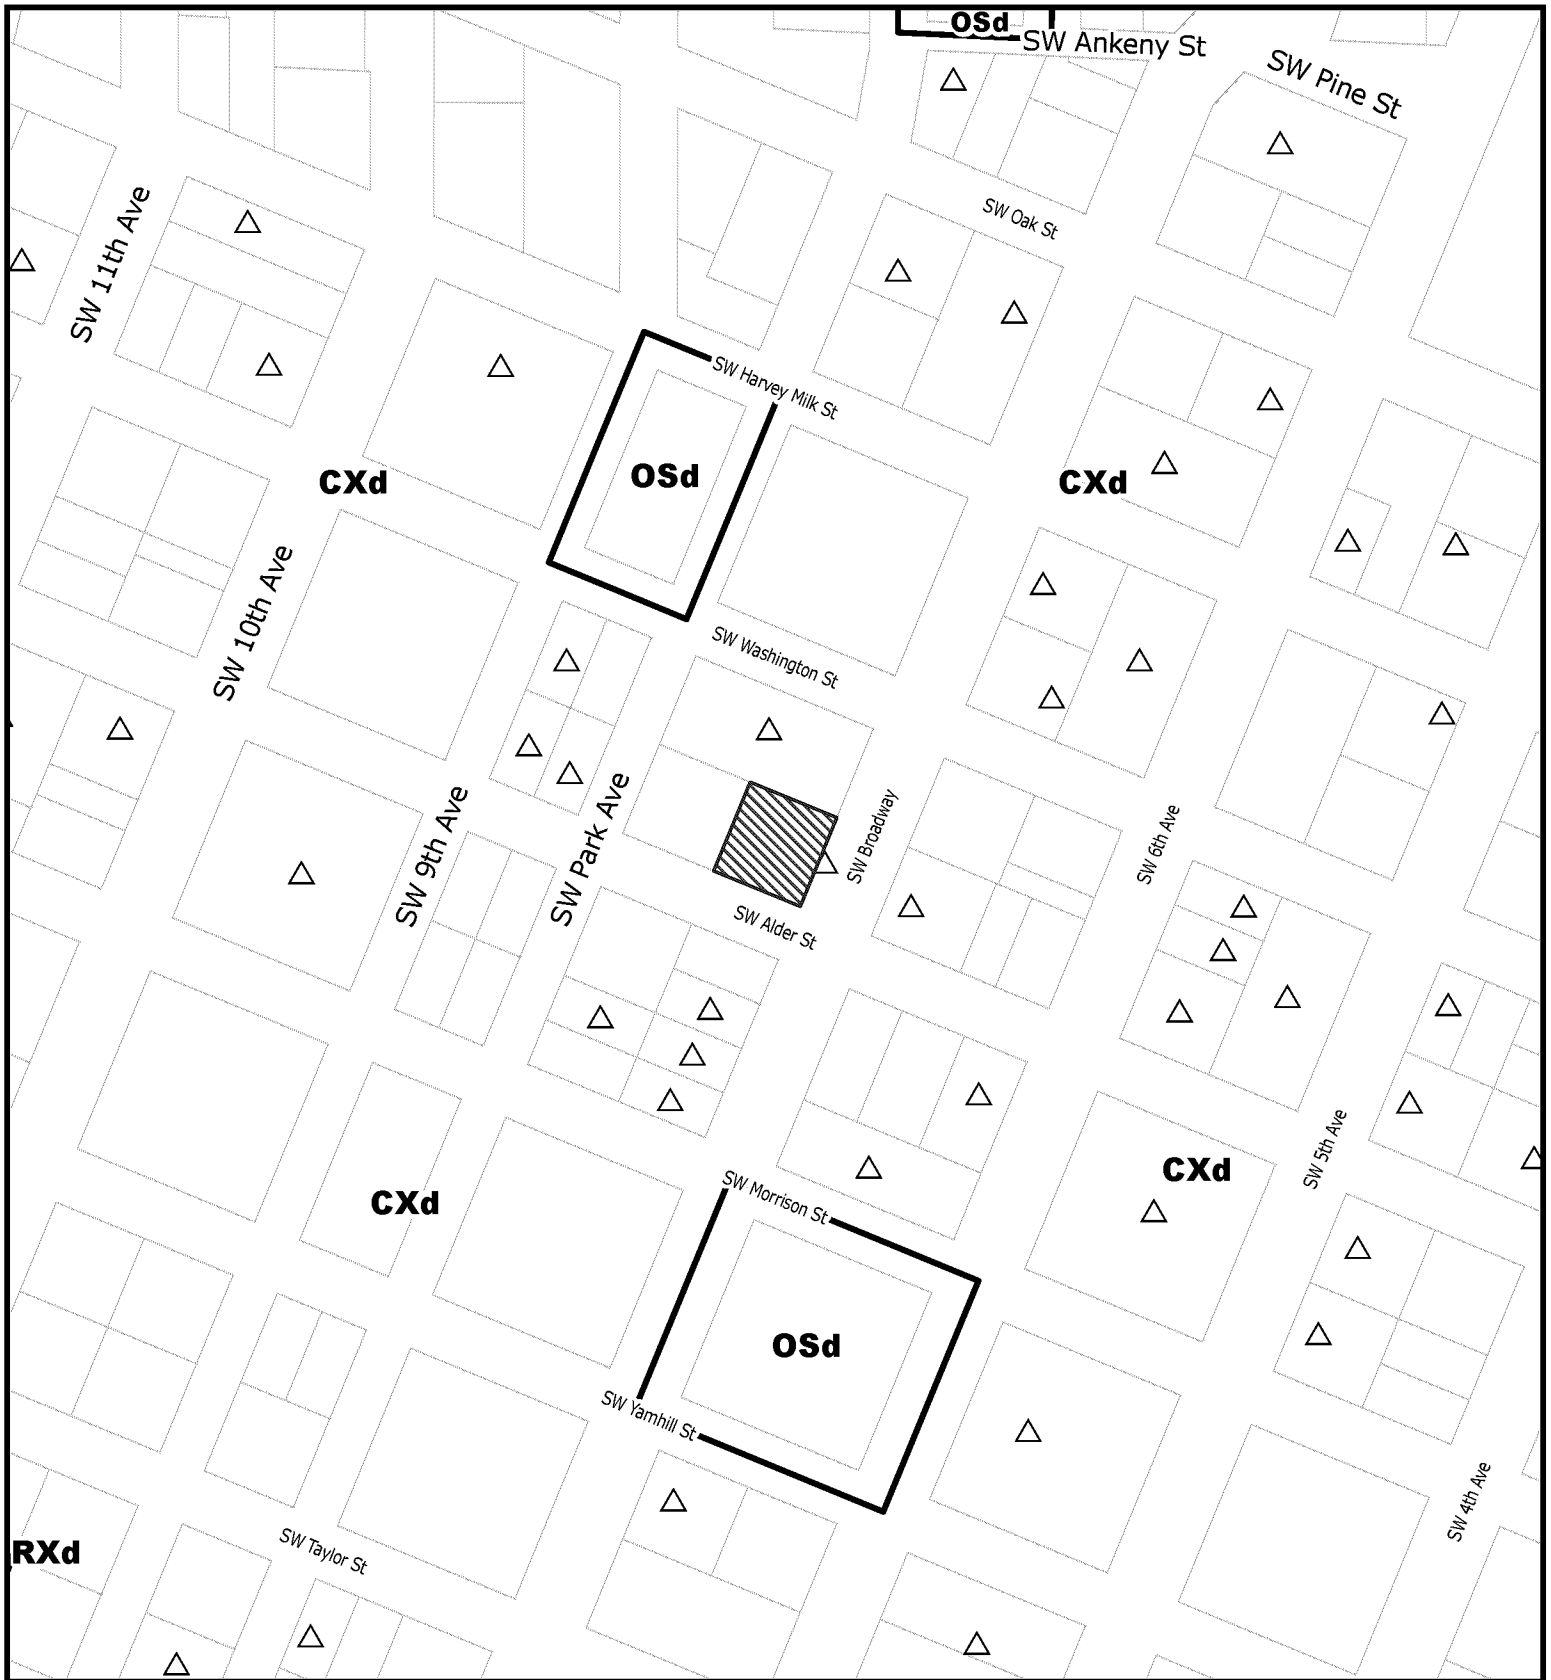 OSd
SW Ankeny St
SW Pine St
SW 11th Ave
SW Oak St
SW Harvey Milk St
CXd
OSd
CXd
SW 10th Ave
SW Washington St
SW 9th Ave
SW Park Ave
SW Broadway
SW 6th Ave
SW Alder St
CXd
SW 5th Ave
SW Morrison St
CXd
OSd
SW Yamhill St
SW 4th Ave
SW Taylor St
RXd